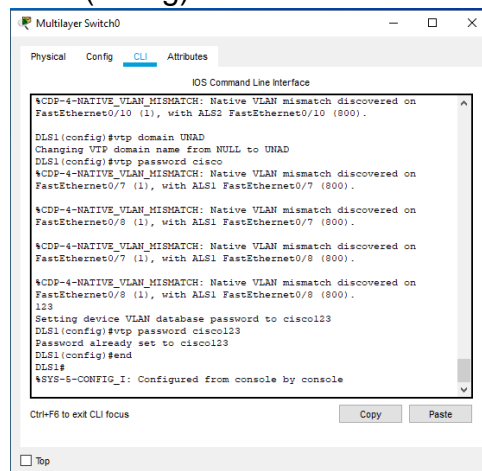 Multilayer Switch0
Physical Config CLI Attributes
IOS Command Line Interface
%CDP-4-NATIVE_VLAN_MISMATCH: Native VLAN mismatch discovered on
FastEthernet0/10 (1), with ALS2 FastEthernet0/10 (800).
DLS1(config)#vtp domain UNAD
Changing VTP domain name from NULL to UNAD
DLS1(config)#vtp password cisco
%CDP-4-NATIVE_VLAN_MISMATCH: Native VLAN mismatch discovered on
FastEthernet0/7 (1), with ALS1 FastEthernet0/7 (800).
%CDP-4-NATIVE_VLAN_MISMATCH: Native VLAN mismatch discovered on
FastEthernet0/8 (1), with ALS1 FastEthernet0/7 (800).
%CDP-4-NATIVE_VLAN_MISMATCH: Native VLAN mismatch discovered on
FastEthernet0/7 (1), with ALS1 FastEthernet0/8 (800).
%CDP-4-NATIVE_VLAN_MISMATCH: Native VLAN mismatch discovered on
FastEthernet0/8 (1), with ALS1 FastEthernet0/8 (800).
123
Setting device VLAN database password to cisco123
DLS1(config)#vtp password cisco123
Password already set to cisco123
DLS1(config)#end
DLS1#
%SYS-5-CONFIG_I: Configured from console by console
Ctrl+F6 to exit CLI focus
Copy Paste
Top